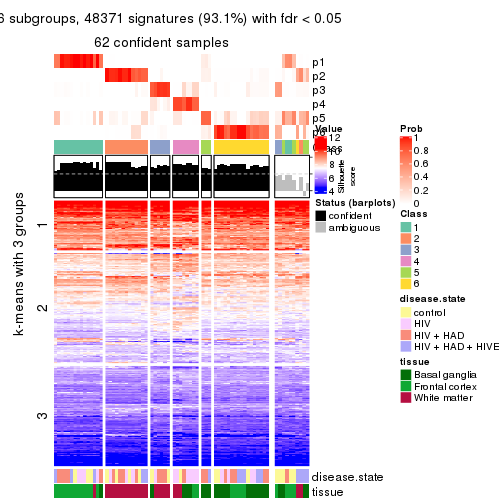 6 subgroups, 48371 signatures (93.1%) with fdr < 0.05
62 confident samples
p1
p2
p3
p4
p5
Value
12
10
8
6
4
Silhouette
score
Prob
1
0.8
0.6
0.4
0.2
0
Status (barplots)
confident
ambiguous
Class
1
2
3
4
5
6
disease.state
control
HIV
HIV + HAD
HIV + HAD + HIVE
tissue
Basal ganglia
Frontal cortex
White matter
k-means with 3 groups
1
2
3
disease.state
tissue